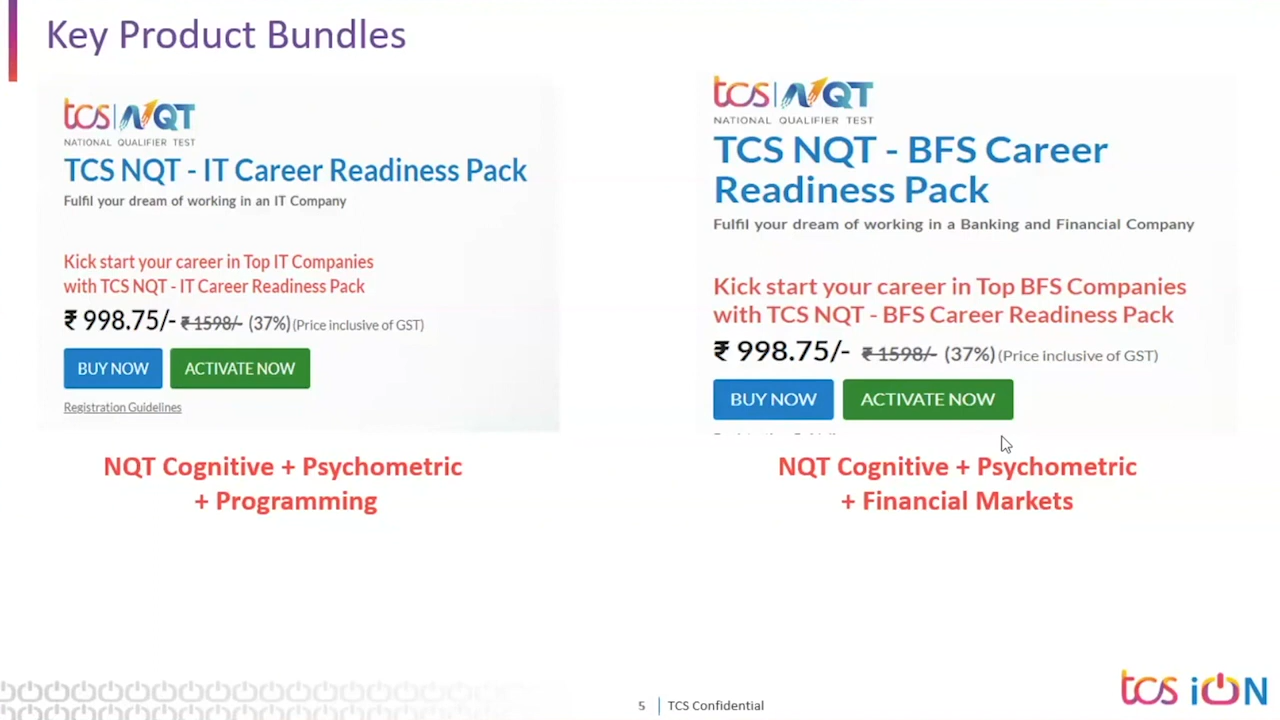 Key Product Bundles
tcs | NQT
NATIONAL QUALIFIER TEST
TCS NQT - IT Career Readiness Pack
Fulfil your dream of working in an IT Company
Kick start your career in Top IT Companies
with TCS NQT - IT Career Readiness Pack
₹ 998.75/- ₹ 1598/- (37%) (Price inclusive of GST)
BUY NOW ACTIVATE NOW
Registration Guidelines
NQT Cognitive + Psychometric
+ Programming
tcs | NQT
NATIONAL QUALIFIER TEST
TCS NQT - BFS Career
Readiness Pack
Fulfil your dream of working in a Banking and Financial Company
Kick start your career in Top BFS Companies
with TCS NQT - BFS Career Readiness Pack
₹ 998.75/- ₹ 1598/- (37%) (Price inclusive of GST)
BUY NOW ACTIVATE NOW
NQT Cognitive + Psychometric
+ Financial Markets
5 | TCS Confidential
tcs iON